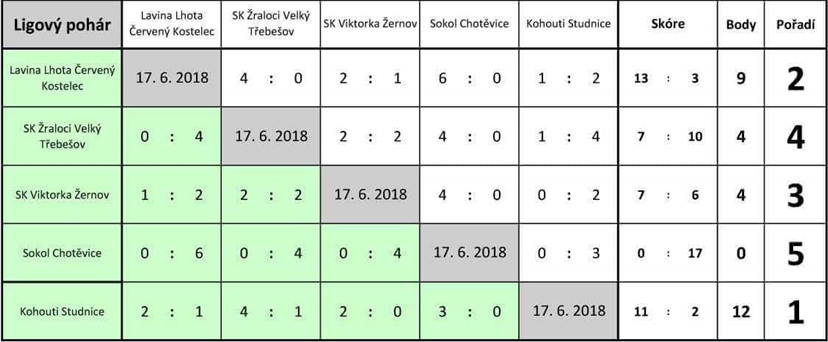 Ligový pohár Lavina Lhota Červený Kostelec SK Žraloci Velký Třebešov SK Viktorka Žernov Sokol Chotěvice Kohouti Studnice Skóre Body Pořadí
Lavina Lhota Červený Kostelec 17. 6. 2018 4 : 0 2 : 1 6 : 0 1 : 2 13 : 3 9 2
SK Žraloci Velký Třebešov 0 : 4 17. 6. 2018 2 : 2 4 : 0 1 : 4 7 : 10 4 4
SK Viktorka Žernov 1 : 2 2 : 2 17. 6. 2018 4 : 0 0 : 2 7 : 6 4 3
Sokol Chotěvice 0 : 6 0 : 4 0 : 4 17. 6. 2018 0 : 3 0 : 17 0 5
Kohouti Studnice 2 : 1 4 : 1 2 : 0 3 : 0 17. 6. 2018 11 : 2 12 1